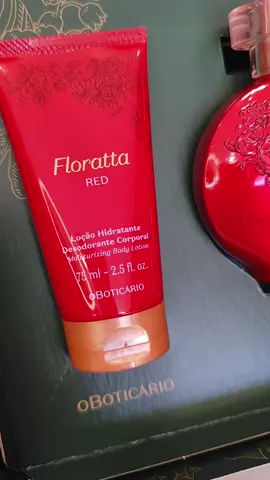 Floratta
RED
Loção Hidratante
Desodorante Corporal
Moisturizing Body Lotion
75 ml - 2.5 fl. oz.
oBOTICÁRIO
oBOTICÁRIO